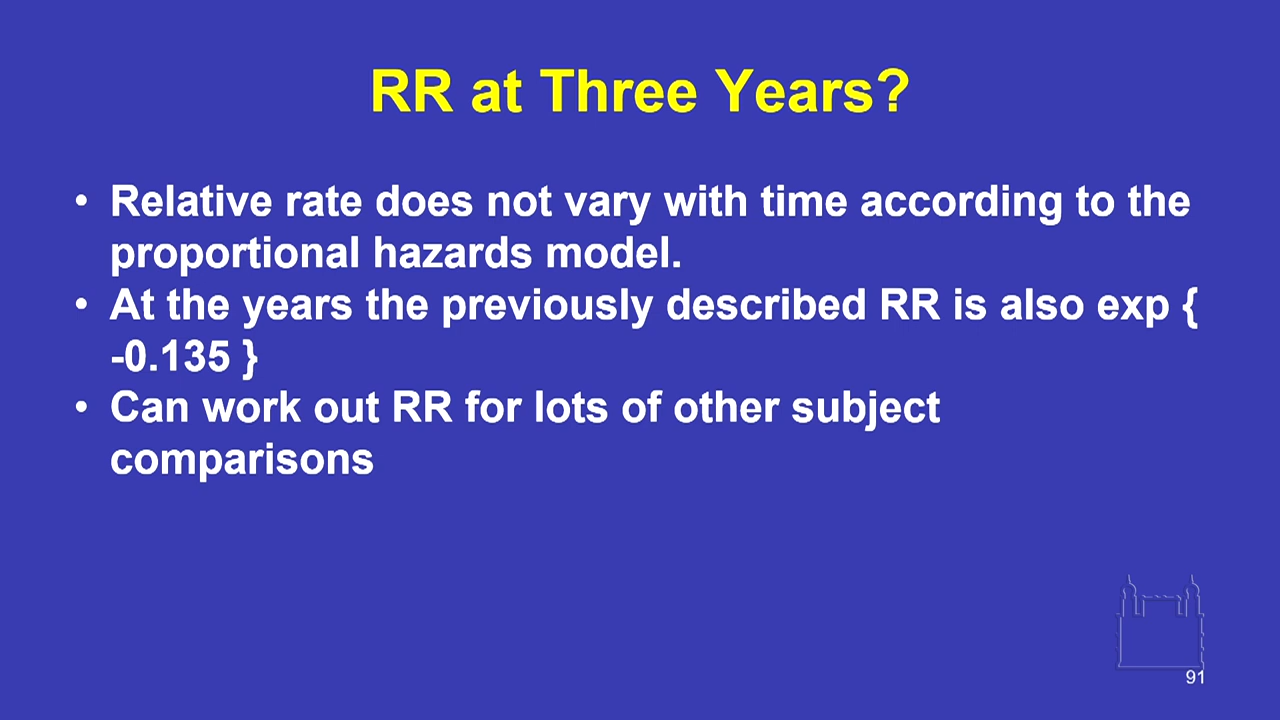 RR at Three Years?
• Relative rate does not vary with time according to the
proportional hazards model.
• At the years the previously described RR is also exp {
-0.135 }
• Can work out RR for lots of other subject
comparisons
91